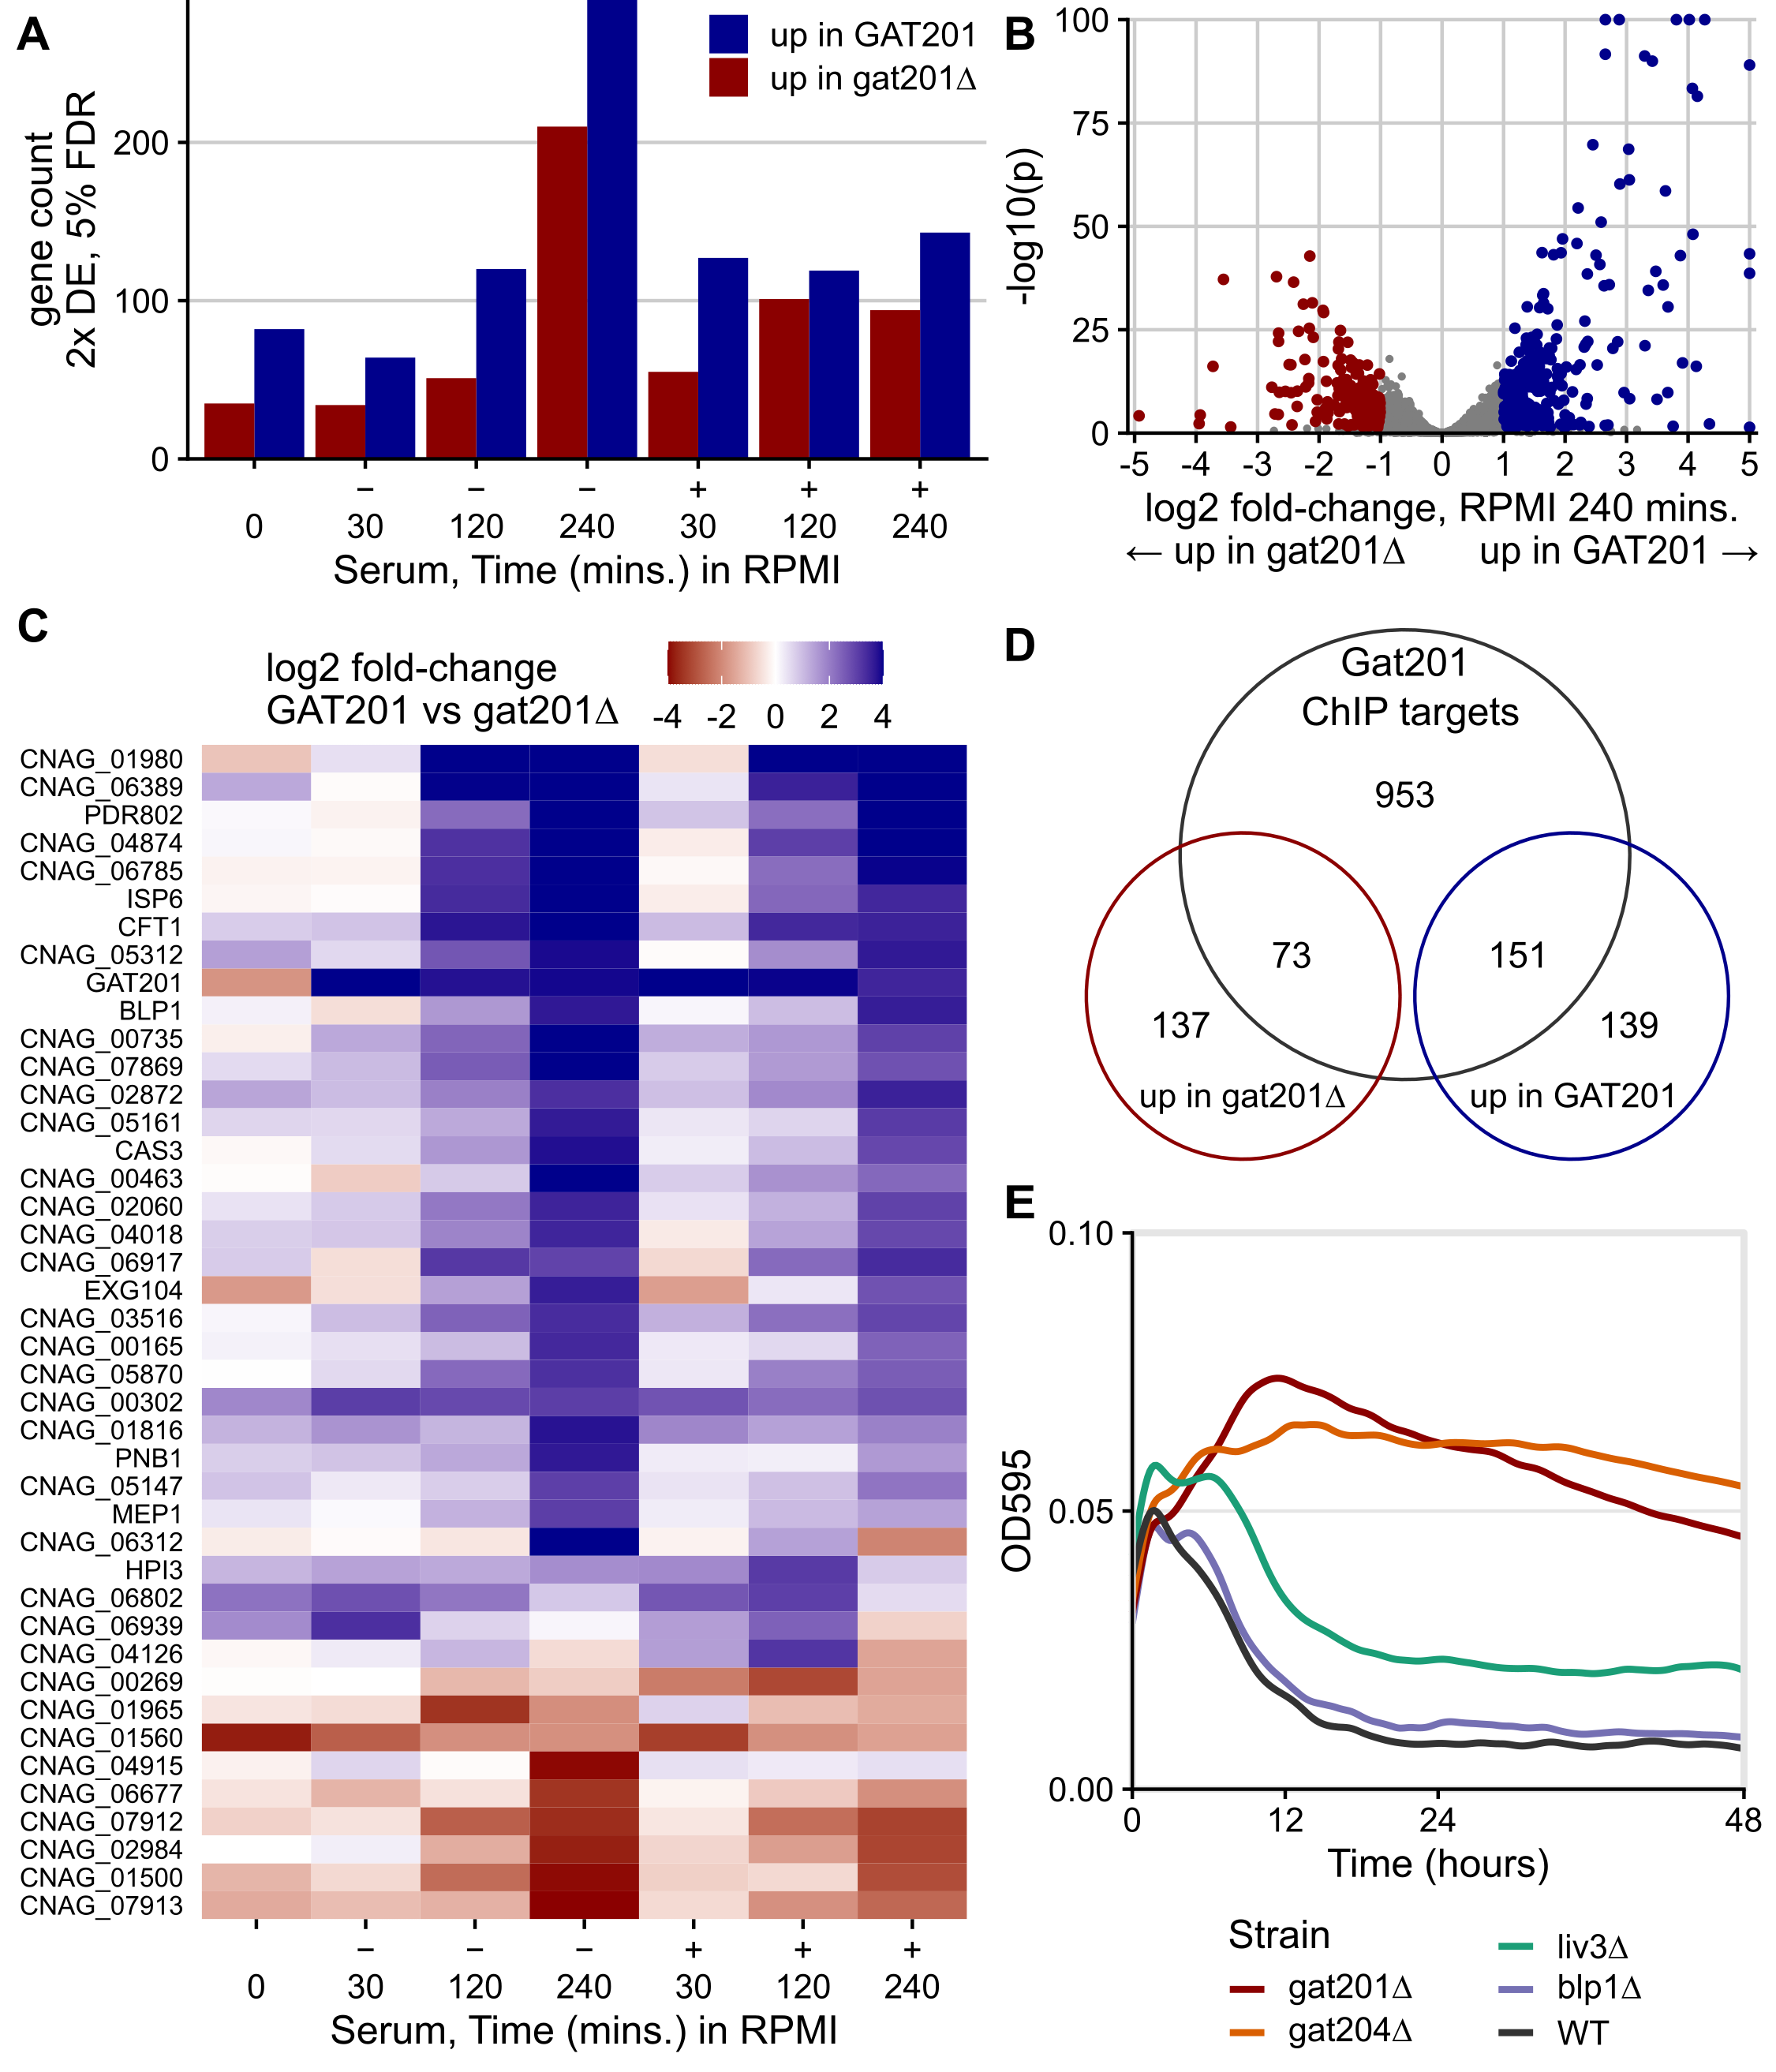 A
up in GAT201
up in gat201Δ
gene count
2x DE, 5% FDR
200
100
0
– – – + + +
0 30 120 240 30 120 240
Serum, Time (mins.) in RPMI
B
-log10(p)
100
75
50
25
0
-5 -4 -3 -2 -1 0 1 2 3 4 5
log2 fold-change, RPMI 240 mins.
← up in gat201Δ up in GAT201 →
C
log2 fold-change
GAT201 vs gat201Δ
-4 -2 0 2 4
CNAG_01980
CNAG_06389
PDR802
CNAG_04874
CNAG_06785
ISP6
CFT1
CNAG_05312
GAT201
BLP1
CNAG_00735
CNAG_07869
CNAG_02872
CNAG_05161
CAS3
CNAG_00463
CNAG_02060
CNAG_04018
CNAG_06917
EXG104
CNAG_03516
CNAG_00165
CNAG_05870
CNAG_00302
CNAG_01816
PNB1
CNAG_05147
MEP1
CNAG_06312
HPI3
CNAG_06802
CNAG_06939
CNAG_04126
CNAG_00269
CNAG_01965
CNAG_01560
CNAG_04915
CNAG_06677
CNAG_07912
CNAG_02984
CNAG_01500
CNAG_07913
– – – + + +
0 30 120 240 30 120 240
Serum, Time (mins.) in RPMI
D
Gat201
ChIP targets
953
73 151
137 139
up in gat201Δ up in GAT201
E
OD595
0.10
0.05
0.00
0 12 24 48
Time (hours)
Strain
gat201Δ
gat204Δ
liv3Δ
blp1Δ
WT